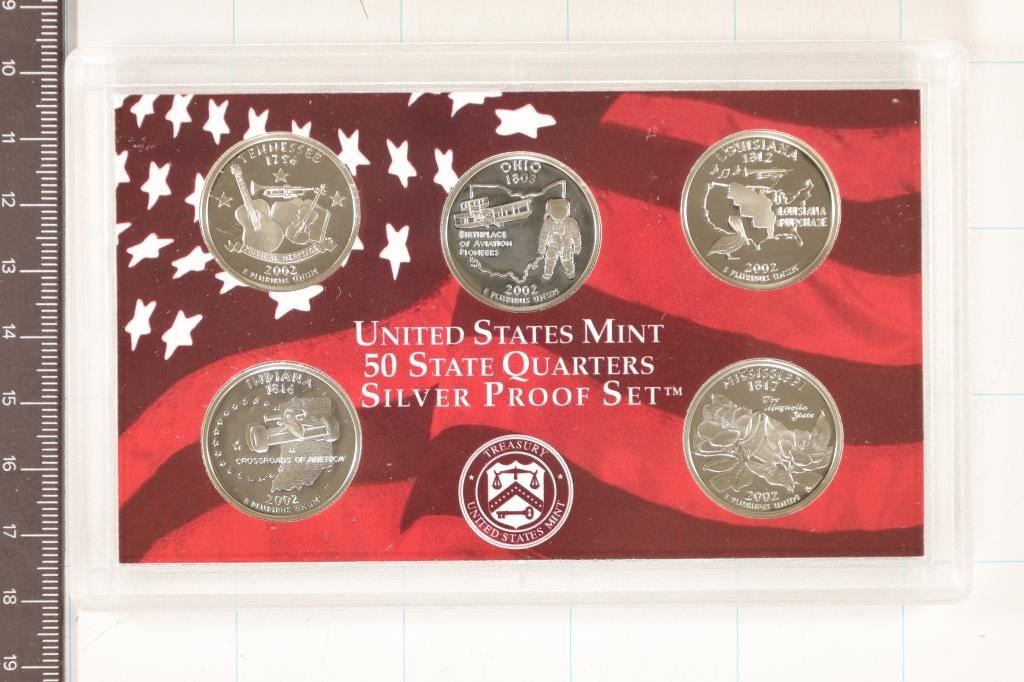 9
10
11
12
13
14
15
16
17
18
19
TENNESSEE
1796
MUSICAL HERITAGE
2002
E PLURIBUS UNUM
OHIO
1803
BIRTHPLACE
OF AVIATION
PIONEERS
2002
E PLURIBUS UNUM
LOUISIANA
1812
LOUISIANA
PURCHASE
2002
E PLURIBUS UNUM
UNITED STATES MINT
50 STATE QUARTERS
SILVER PROOF SET™
INDIANA
1816
CROSSROADS OF AMERICA
2002
E PLURIBUS UNUM
TREASURY
UNITED STATES MINT
MISSISSIPPI
1817
The
Magnolia
State
2002
E PLURIBUS UNUM